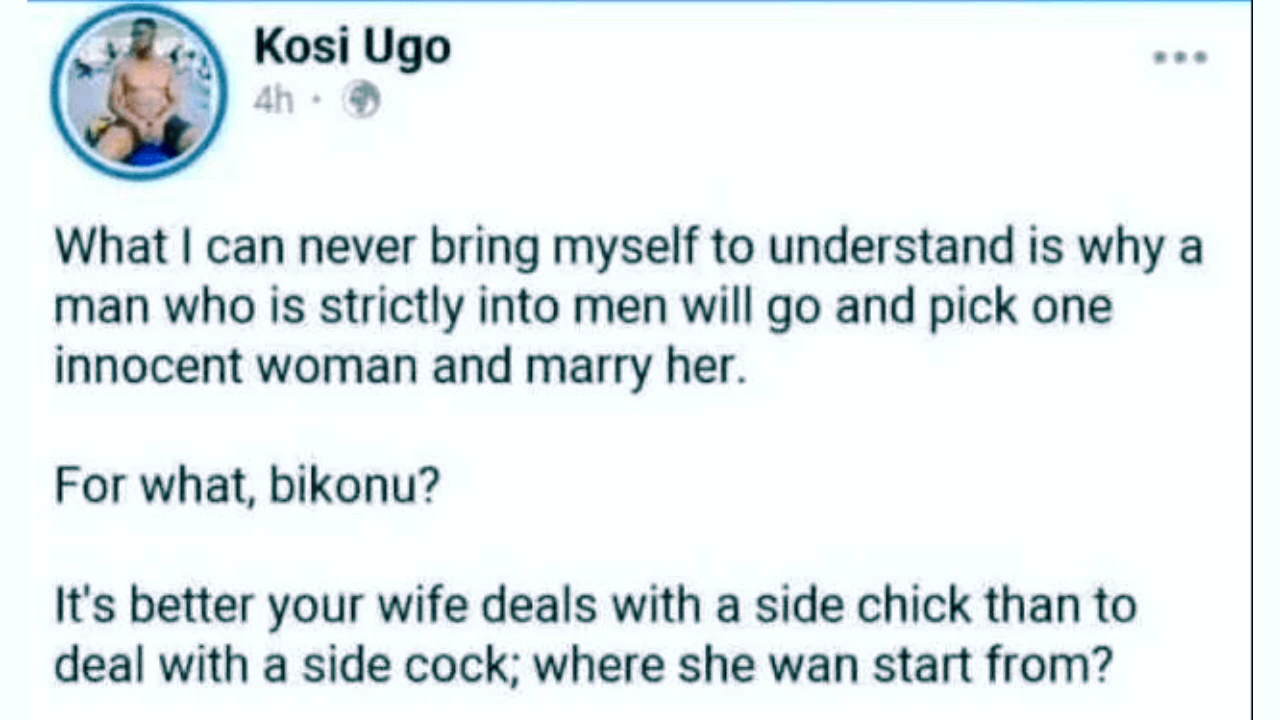 Kosi Ugo
4h ·
What I can never bring myself to understand is why a
man who is strictly into men will go and pick one
innocent woman and marry her.
For what, bikonu?
It's better your wife deals with a side chick than to
deal with a side cock; where she wan start from?